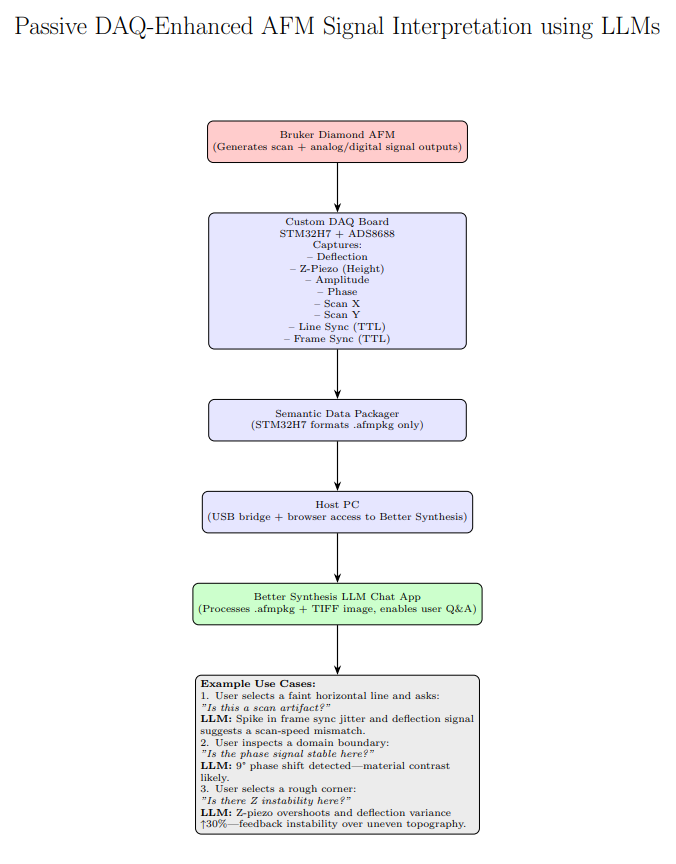 Passive DAQ-Enhanced AFM Signal Interpretation using LLMs
Bruker Diamond AFM
(Generates scan + analog/digital signal outputs)
Custom DAQ Board
STM32H7 + ADS8688
Captures:
– Deflection
– Z-Piezo (Height)
– Amplitude
– Phase
– Scan X
– Scan Y
– Line Sync (TTL)
– Frame Sync (TTL)
Semantic Data Packager
(STM32H7 formats .afmpkg only)
Host PC
(USB bridge + browser access to Better Synthesis)
Better Synthesis LLM Chat App
(Processes .afmpkg + TIFF image, enables user Q&A)
Example Use Cases:
1. User selects a faint horizontal line and asks:
"Is this a scan artifact?"
LLM: Spike in frame sync jitter and deflection signal
suggests a scan-speed mismatch.
2. User inspects a domain boundary:
"Is the phase signal stable here?"
LLM: 9° phase shift detected—material contrast
likely.
3. User selects a rough corner:
"Is there Z instability here?"
LLM: Z-piezo overshoots and deflection variance
↑30%—feedback instability over uneven topography.